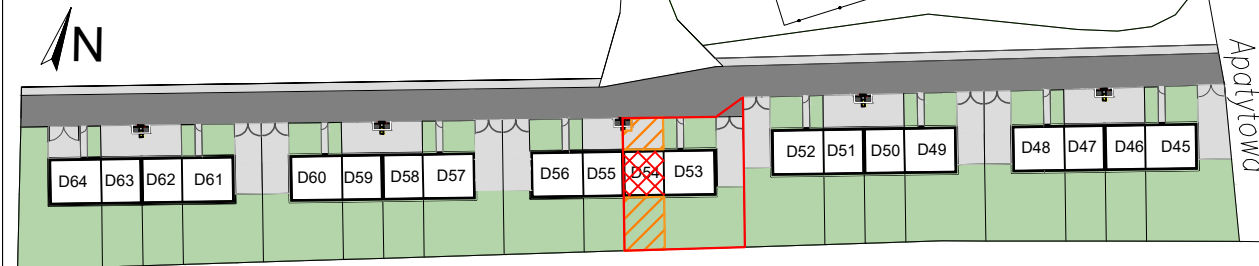 N
Apatytowa
D64 D63 D62 D61
D60 D59 D58 D57
D56 D55 D54 D53
D52 D51 D50 D49
D48 D47 D46 D45